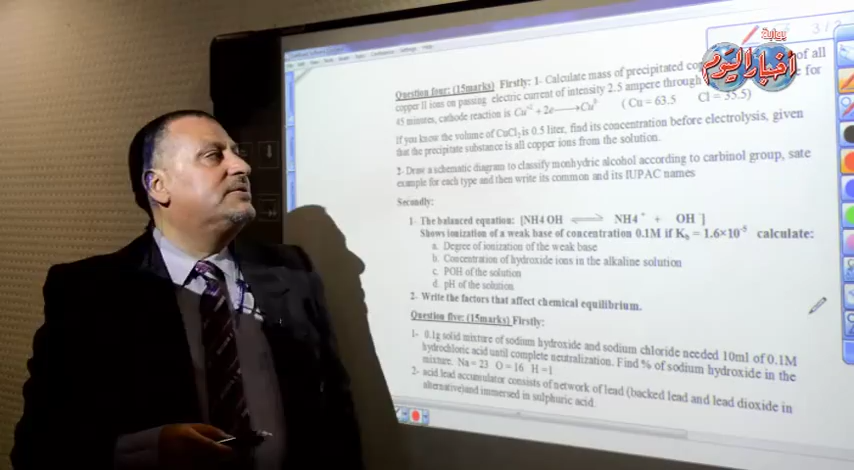 بوابة
أخبار اليوم
Question four: (15marks) Firstly: 1- Calculate mass of precipitated of all
copper II ions on passing electric current of intensity 2.5 ampere through for
45 minutes, cathode reaction is Cu⁺² + 2e ⟶ Cu⁰ ( Cu = 63.5 Cl = 35.5)
If you know the volume of CuCl₂ is 0.5 liter, find its concentration before electrolysis, given
that the precipitate substance is all copper ions from the solution.
2- Draw a schematic diagram to classify monhydric alcohol according to carbinol group, sate
example for each type and then write its common and its IUPAC names
Secondly:
1- The balanced equation: [NH4 OH ⇌ NH4⁺ + OH⁻]
Shows ionization of a weak base of concentration 0.1M if Kb = 1.6×10⁻⁵ calculate:
a. Degree of ionization of the weak base
b. Concentration of hydroxide ions in the alkaline solution
c. POH of the solution
d. pH of the solution
2- Write the factors that affect chemical equilibrium.
Question five: (15marks) Firstly:
1- 0.1g solid mixture of sodium hydroxide and sodium chloride needed 10ml of 0.1M
hydrochloric acid until complete neutralization. Find % of sodium hydroxide in the
mixture. Na = 23 O = 16 H = 1
2- acid lead accumulator consists of network of lead (backed lead and lead dioxide in
alternative)and immersed in sulphuric acid.